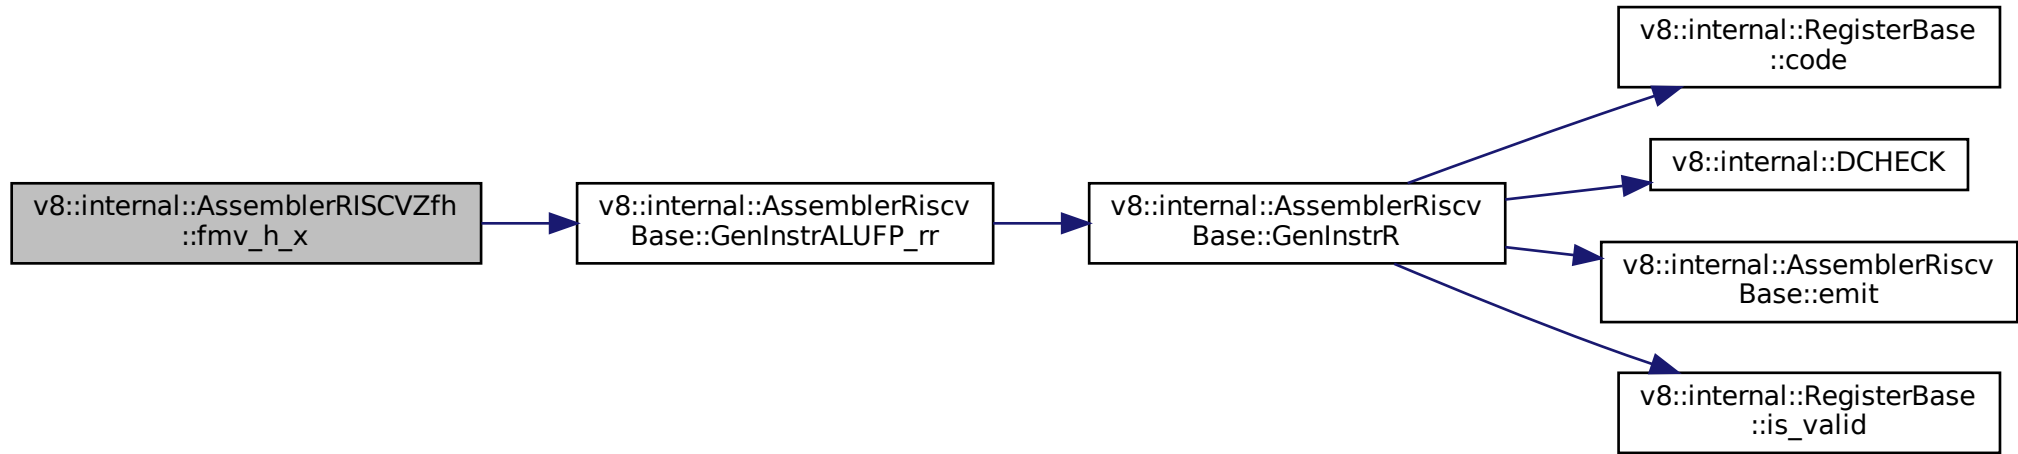 v8::internal::AssemblerRISCVZfh
::fmv_h_x
v8::internal::AssemblerRiscv
Base::GenInstrALUFP_rr
v8::internal::AssemblerRiscv
Base::GenInstrR
v8::internal::RegisterBase
::code
v8::internal::DCHECK
v8::internal::AssemblerRiscv
Base::emit
v8::internal::RegisterBase
::is_valid